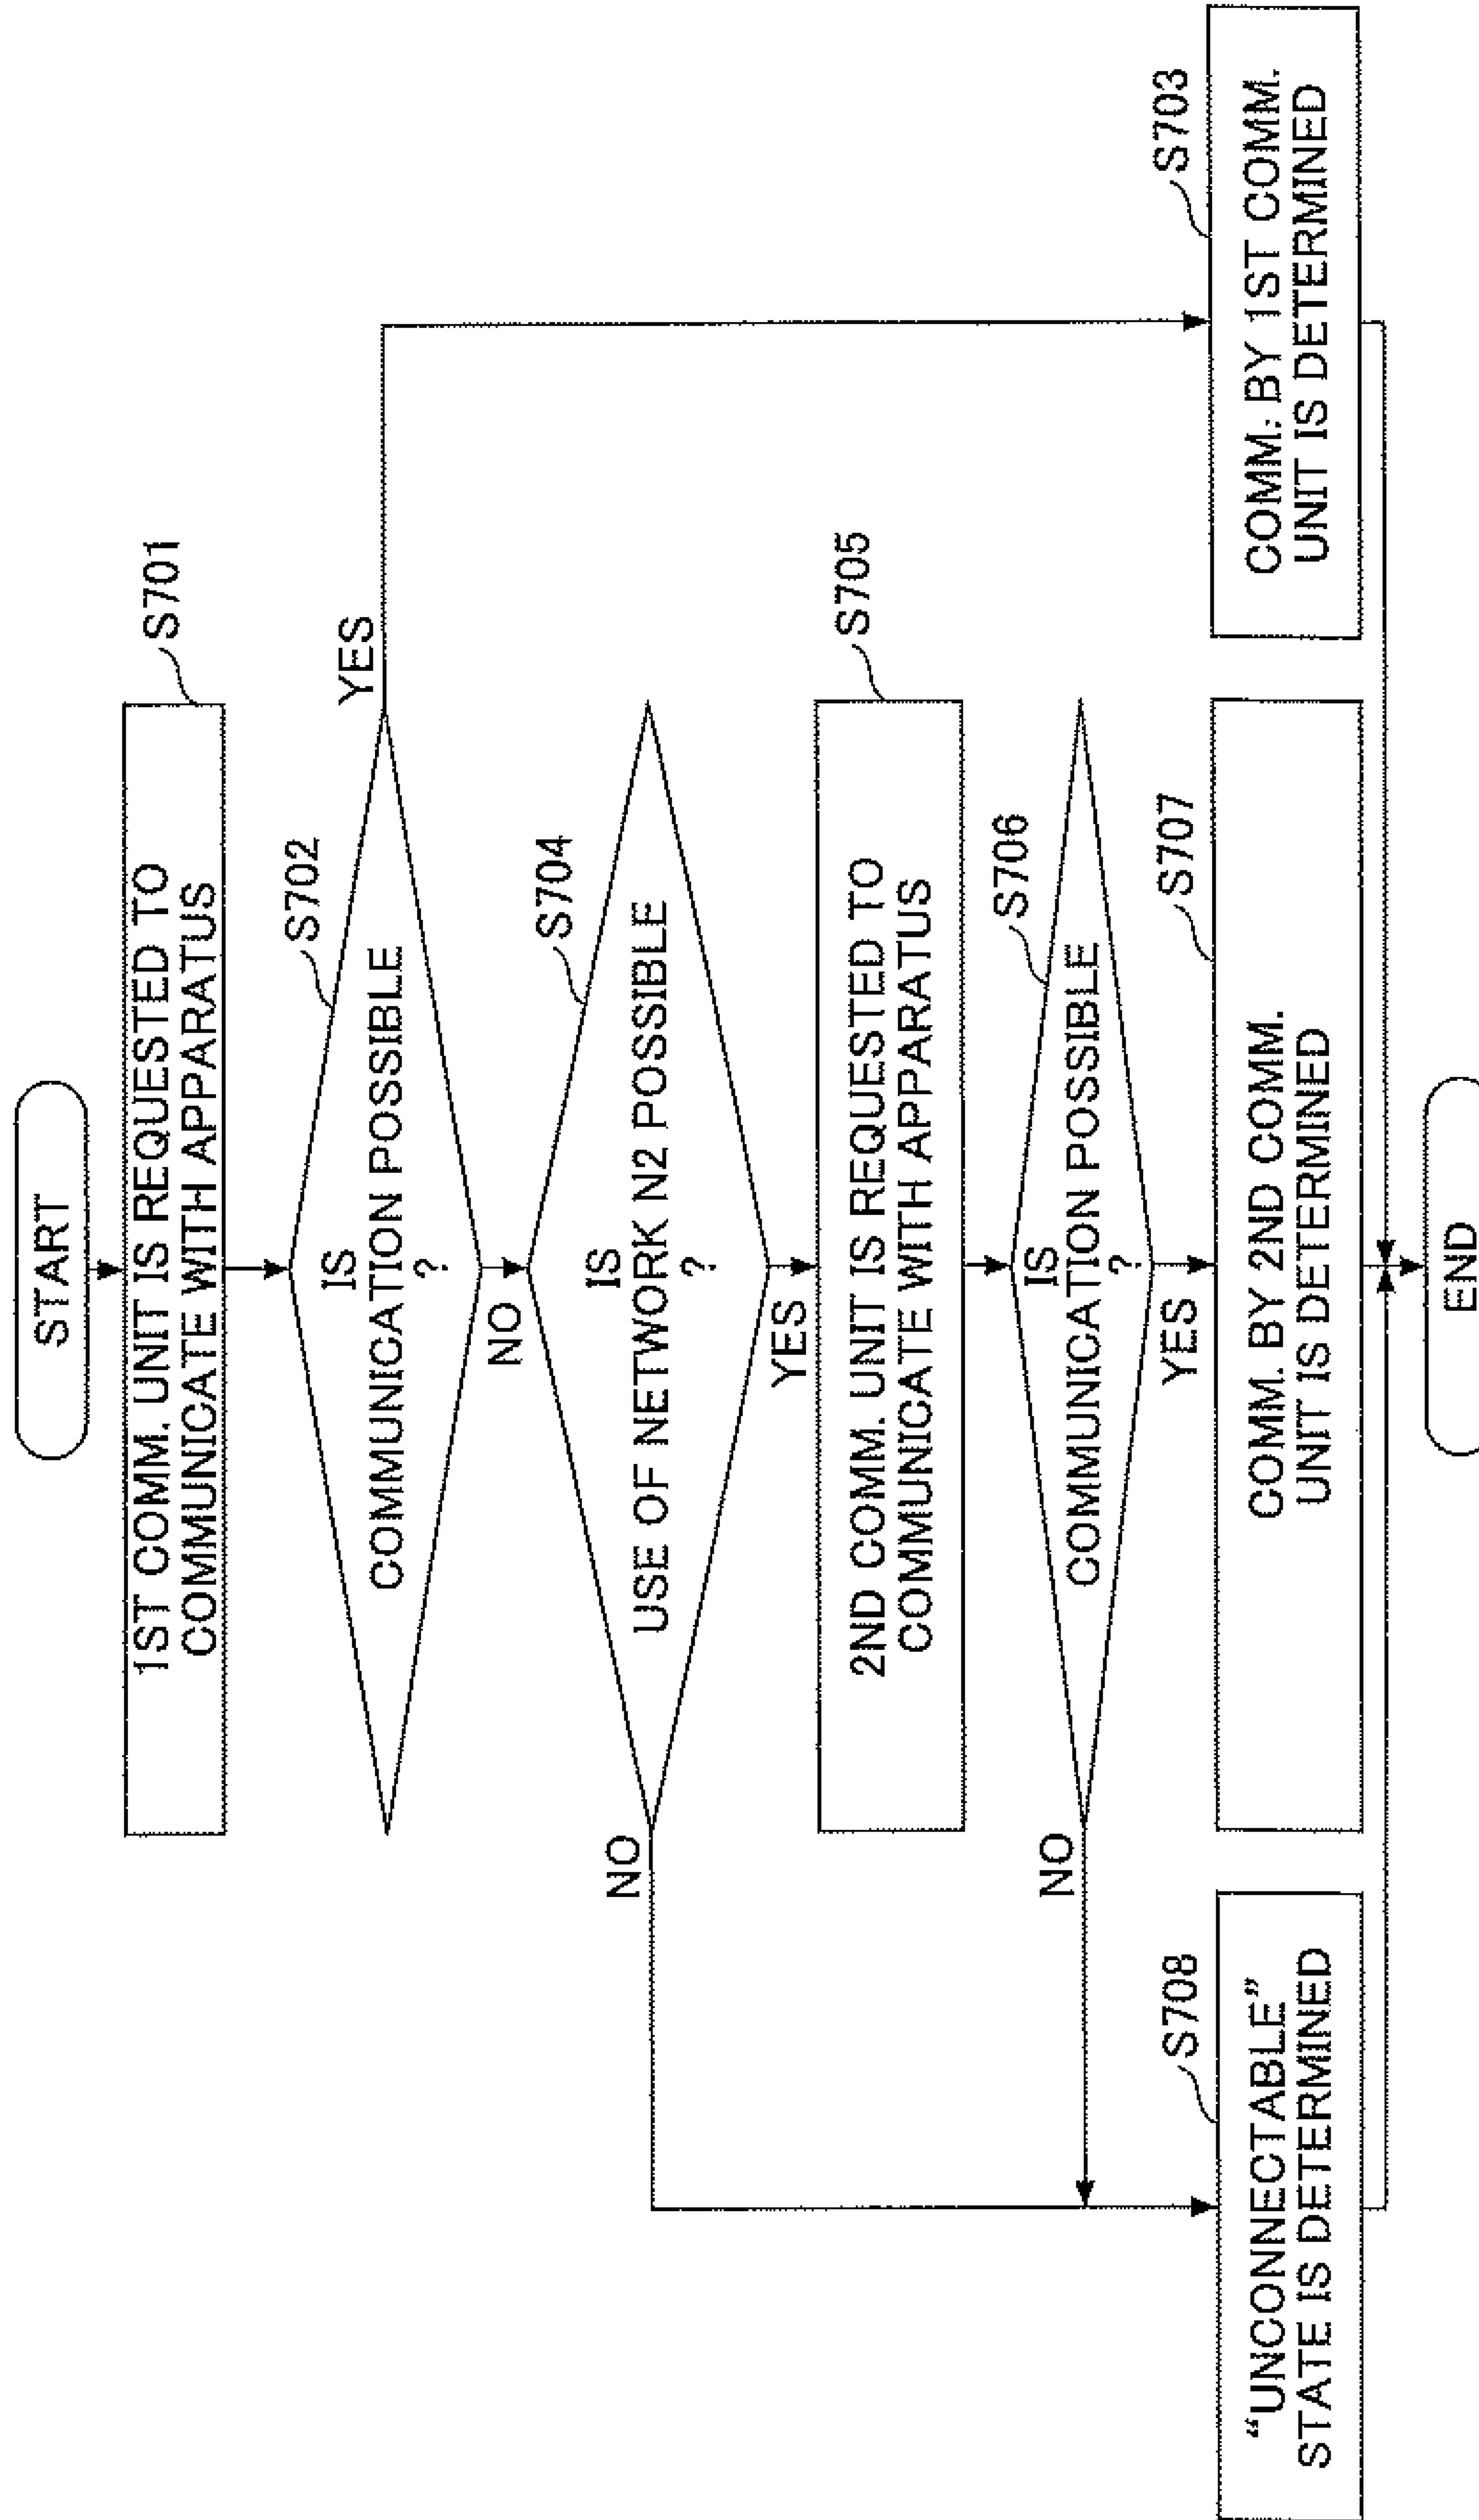 START
S701
1ST COMM. UNIT IS REQUESTED TO
COMMUNICATE WITH APPARATUS
S702
IS
COMMUNICATION POSSIBLE
?
YES
NO
S704
IS
USE OF NETWORK N2 POSSIBLE
?
NO
YES
S705
2ND COMM. UNIT IS REQUESTED TO
COMMUNICATE WITH APPARATUS
S706
IS
COMMUNICATION POSSIBLE
?
NO
YES
S708
"UNCONNECTABLE"
STATE IS DETERMINED
S707
COMM. BY 2ND COMM.
UNIT IS DETERMINED
S703
COMM. BY 1ST COMM.
UNIT IS DETERMINED
END